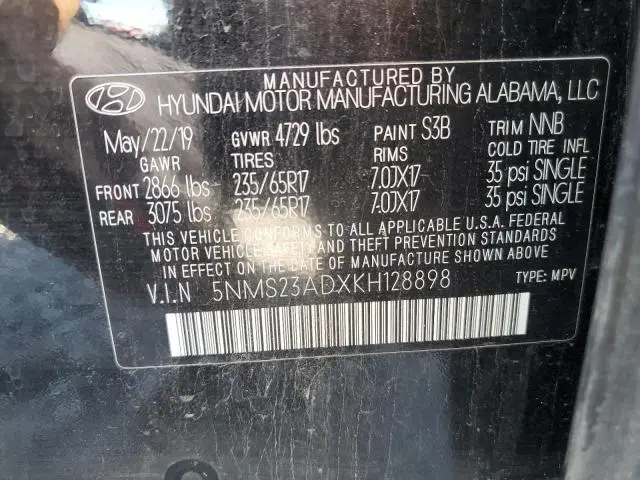 MANUFACTURED BY
HYUNDAI MOTOR MANUFACTURING ALABAMA, LLC
May/22/19 GVWR 4729 lbs PAINT S3B TRIM NNB
GAWR TIRES RIMS COLD TIRE INFL
FRONT 2866 lbs- 235/65R17 7.0JX17- 35 psi SINGLE
REAR 3075 lbs- 235/65R17 7.0JX17 35 psi SINGLE
THIS VEHICLE CONFORMS TO ALL APPLICABLE U.S.A. FEDERAL
MOTOR VEHICLE SAFETY AND THEFT PREVENTION STANDARDS
IN EFFECT ON THE DATE OF MANUFACTURE SHOWN ABOVE.
V.I.N 5NMS23ADXKH128898 TYPE: MPV